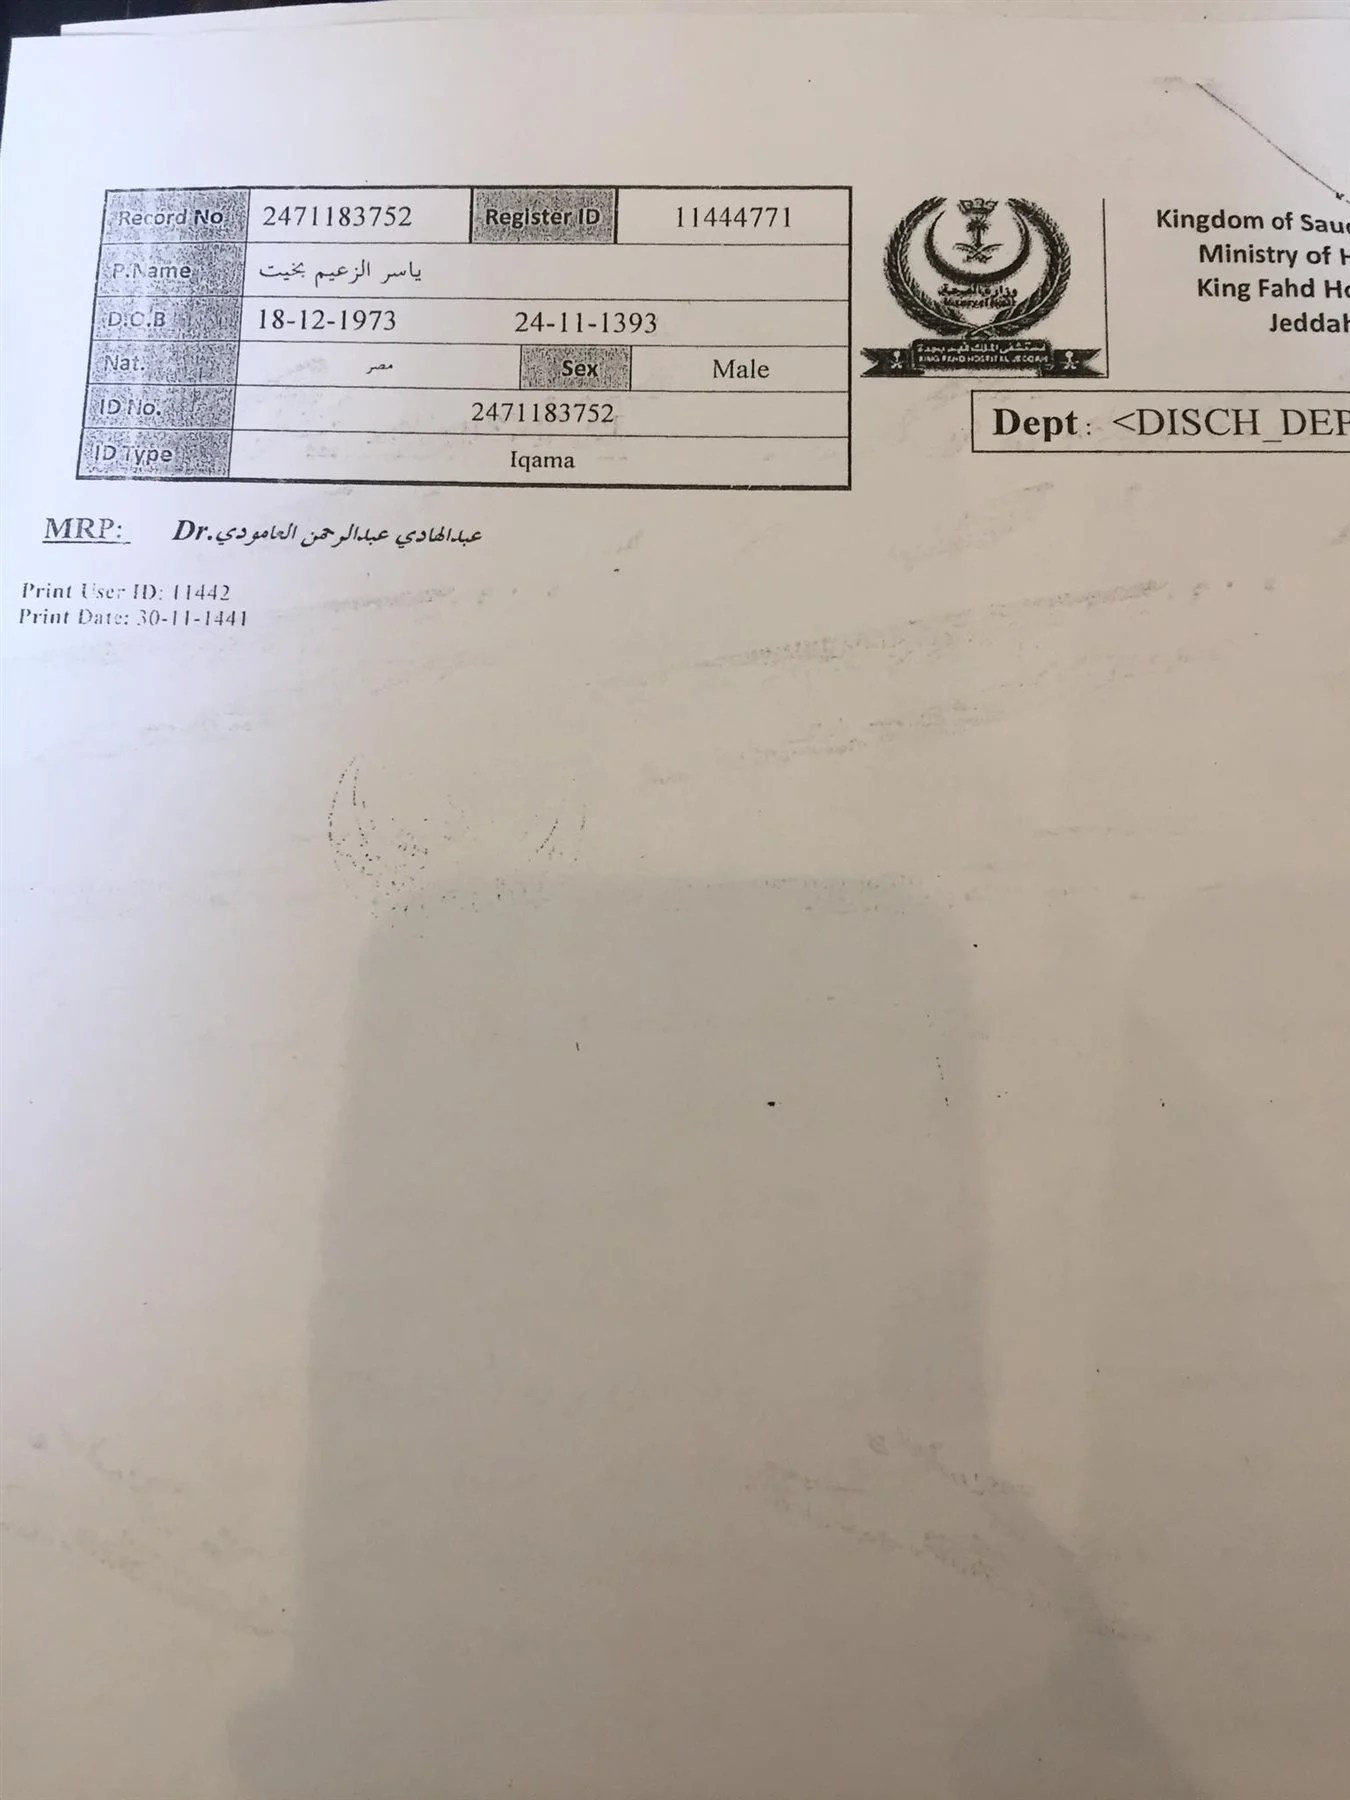 Record No 2471183752 Register ID 11444771
P.Name ياسر الزعيم بخيت
D.O.B 18-12-1973 24-11-1393
Nat. مصر Sex Male
ID No. 2471183752
ID Type Iqama
وزارة الصحة
Ministry of Health
مستشفى الملك فهد بجدة
KING FAHD HOSPITAL JEDDAH
Kingdom of Sau
Ministry of H
King Fahd Ho
Jeddah
Dept : <DISCH_DEP
MRP: Dr. عبدالهادي عبدالرحمن العامودي
Print User ID: 11442
Print Date: 30-11-1441